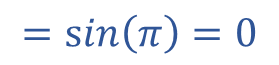 = sin(π) = 0